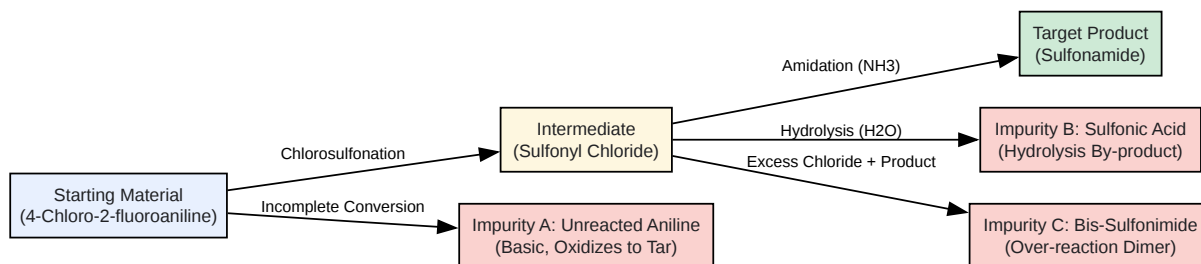 Starting Material
(4-Chloro-2-fluoroaniline)
Chlorosulfonation
Incomplete Conversion
Intermediate
(Sulfonyl Chloride)
Impurity A: Unreacted Aniline
(Basic, Oxidizes to Tar)
Amidation (NH3)
Hydrolysis (H2O)
Excess Chloride + Product
Target Product
(Sulfonamide)
Impurity B: Sulfonic Acid
(Hydrolysis By-product)
Impurity C: Bis-Sulfonimide
(Over-reaction Dimer)